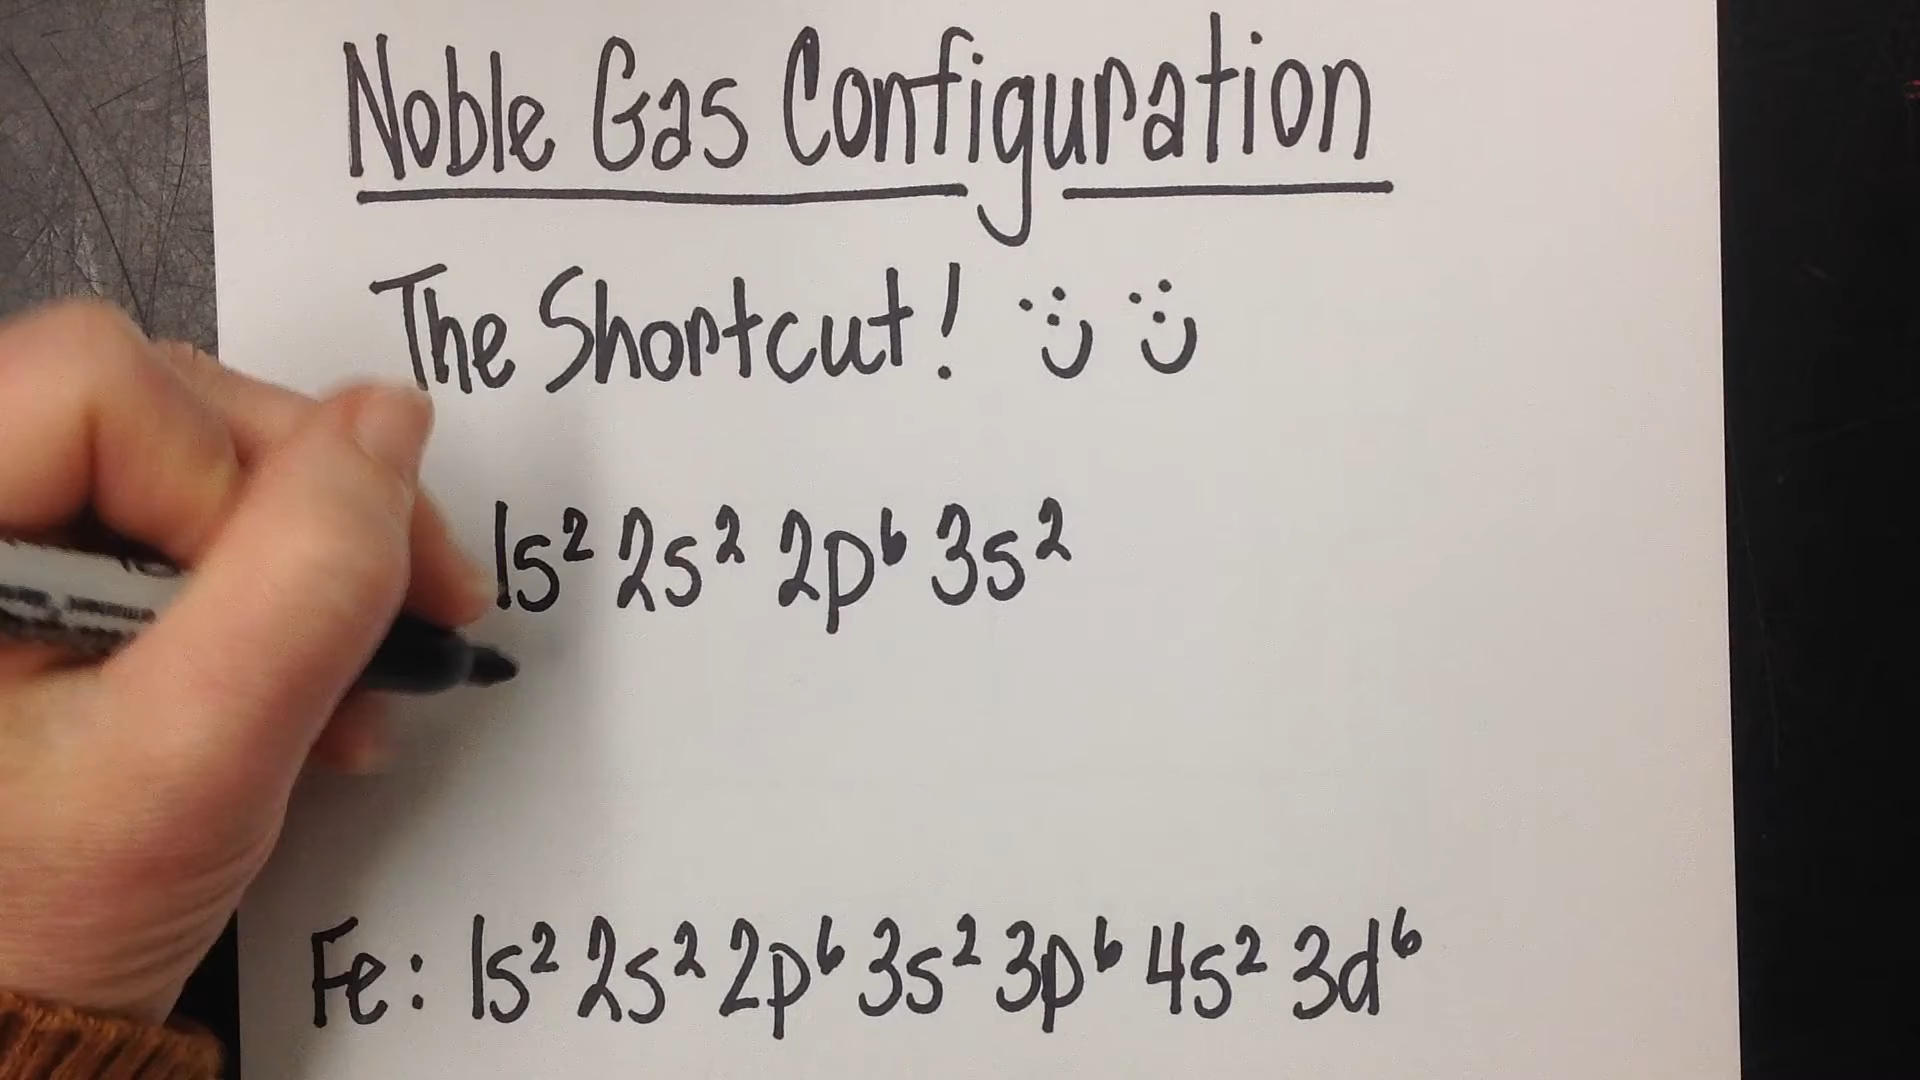 Noble Gas Configuration
The Shortcut!
1s² 2s² 2p⁶ 3s²
Fe: 1s² 2s² 2p⁶ 3s² 3p⁶ 4s² 3d⁶